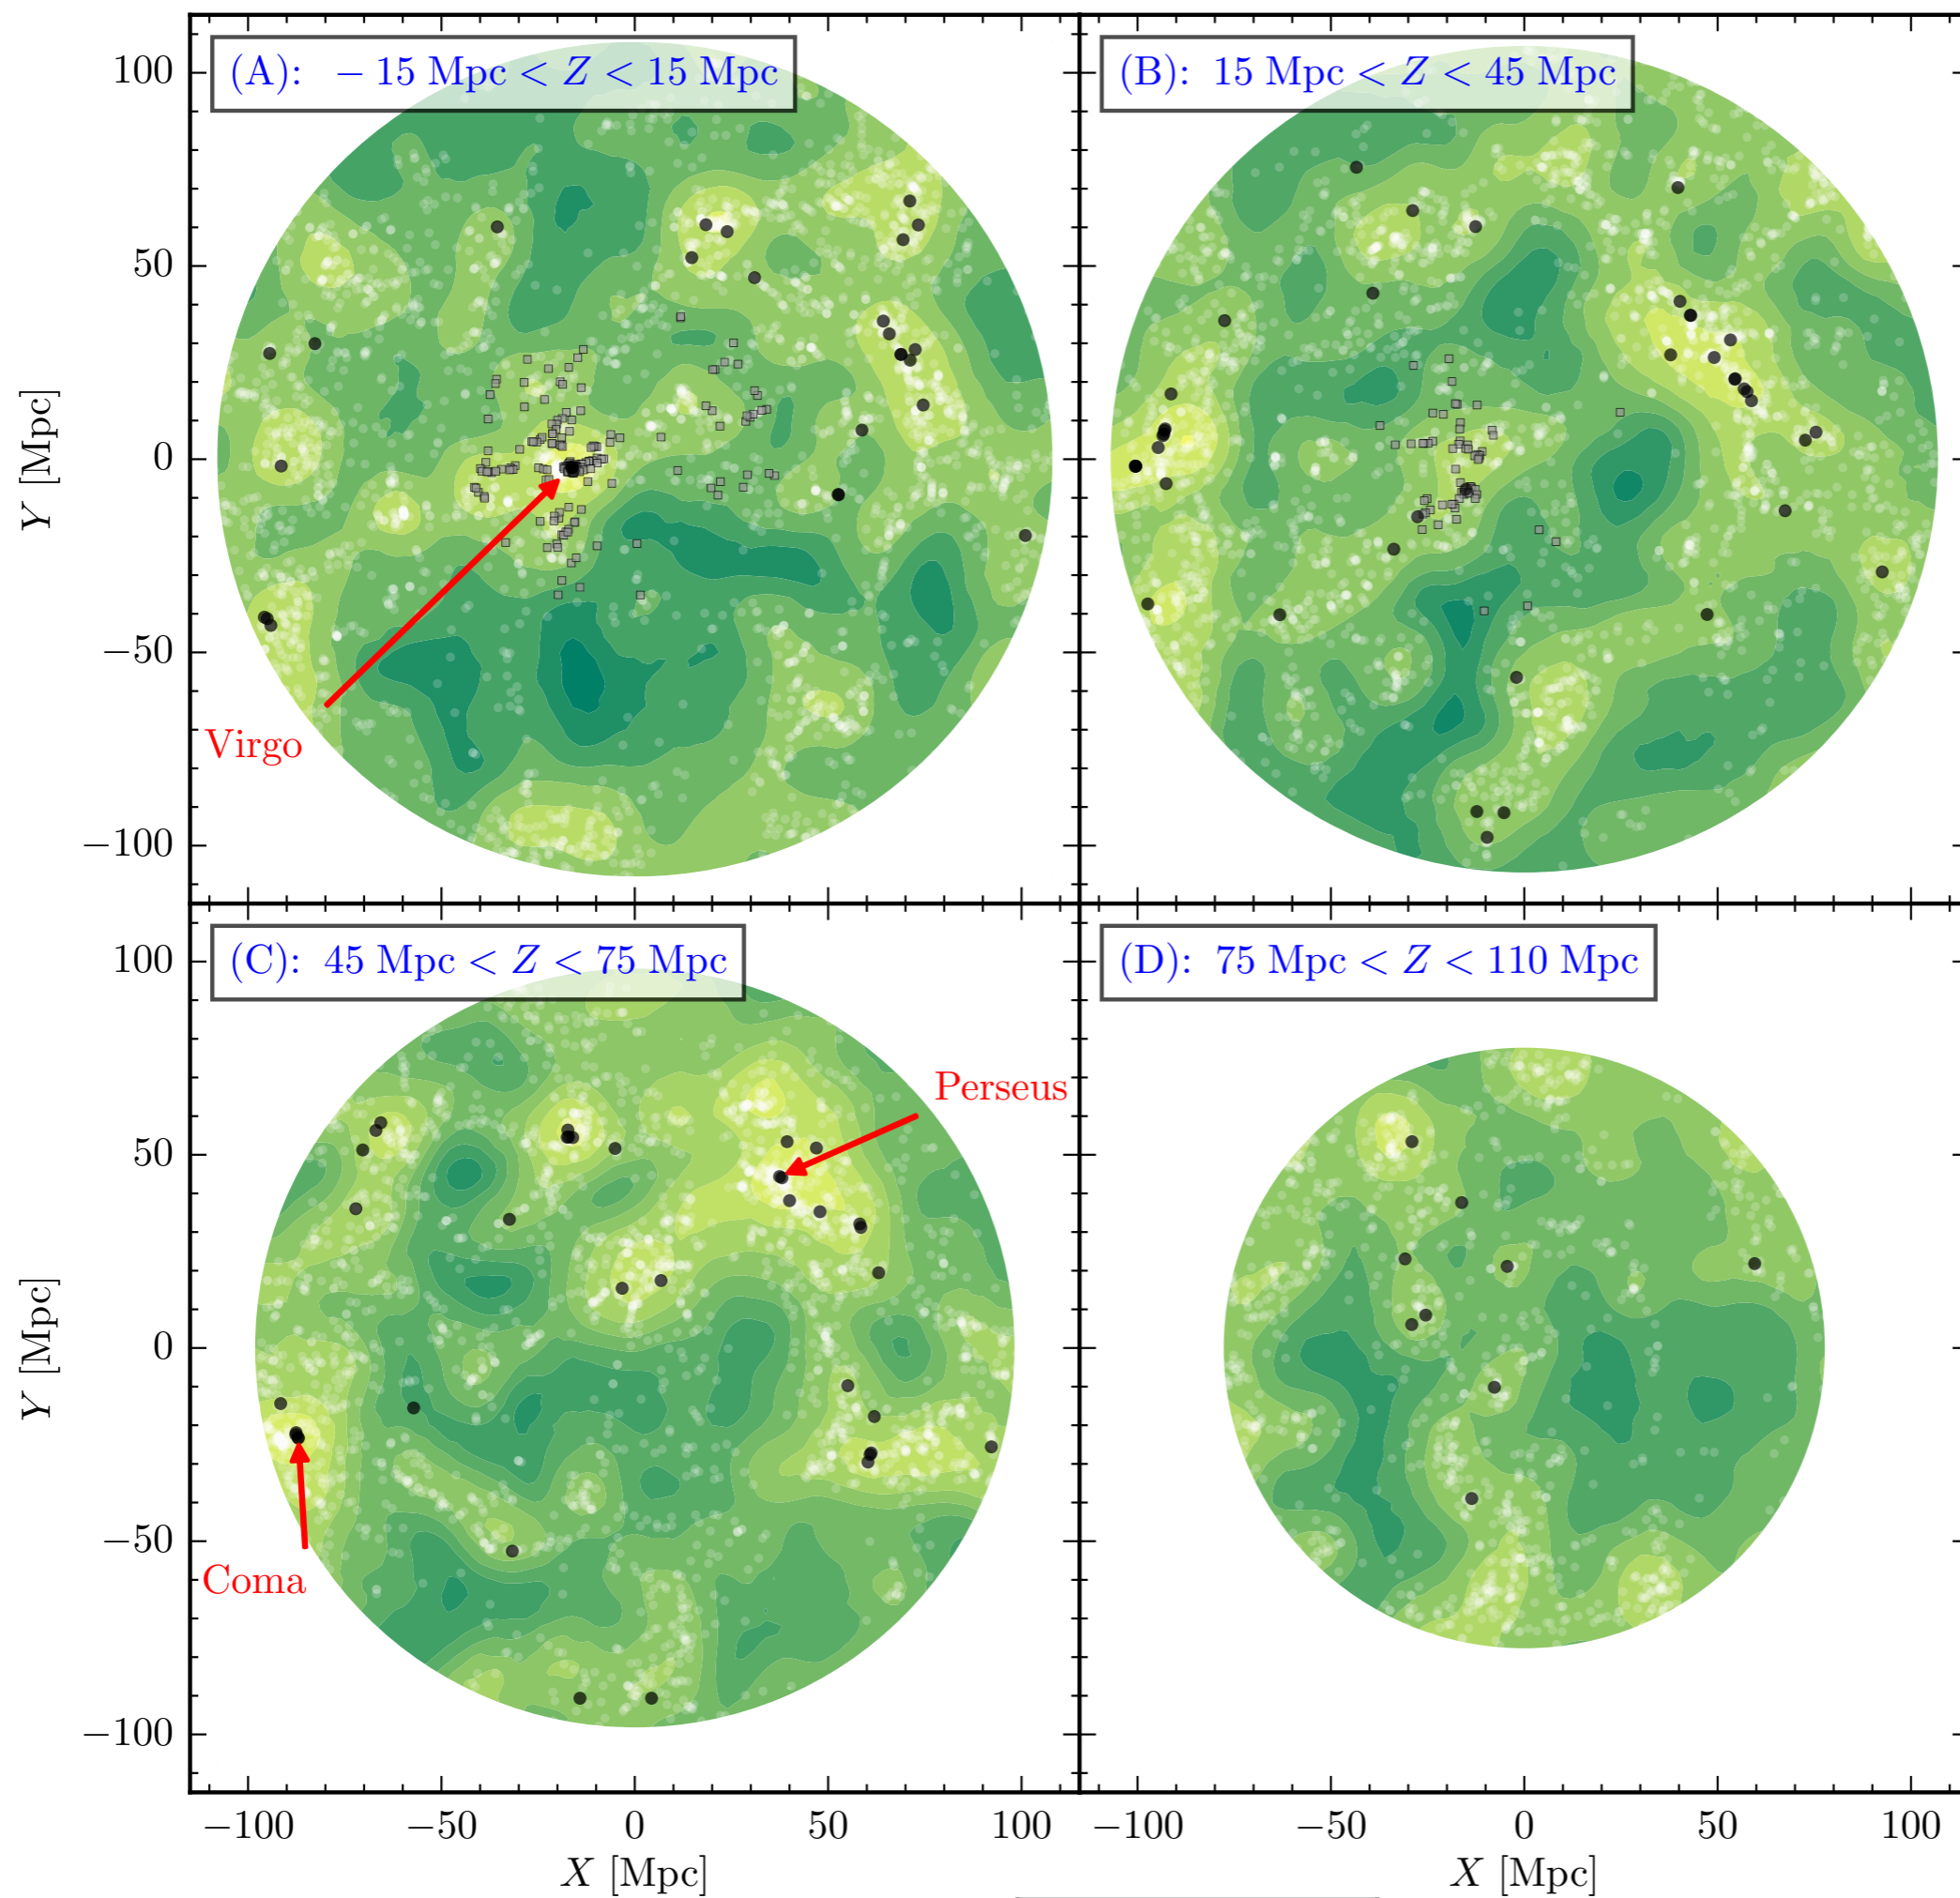 (A): − 15 Mpc < Z < 15 Mpc
(B): 15 Mpc < Z < 45 Mpc
100
50
0
−50
−100
Y [Mpc]
Virgo
(C): 45 Mpc < Z < 75 Mpc
(D): 75 Mpc < Z < 110 Mpc
100
50
0
−50
−100
Y [Mpc]
Perseus
Coma
−100 −50 0 50 100
−100 −50 0 50 100
X [Mpc]
X [Mpc]